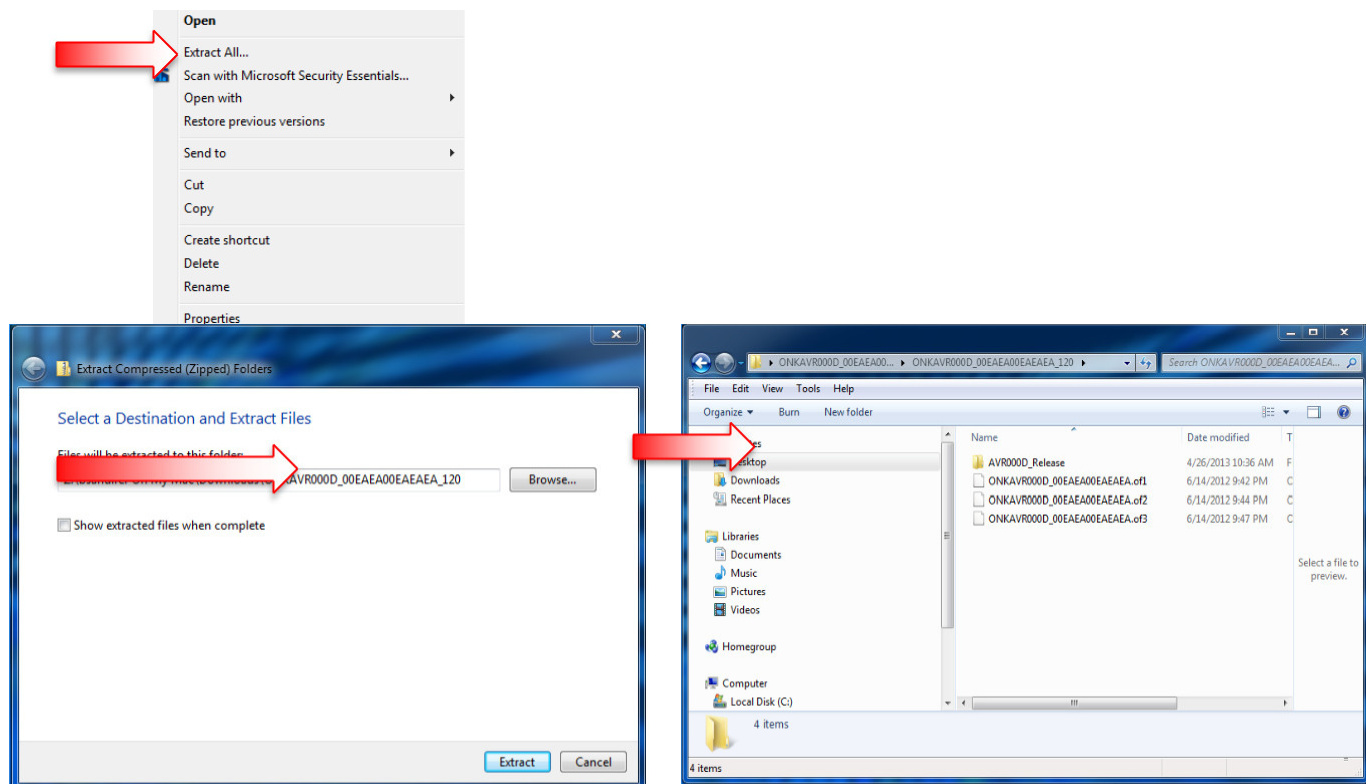 Open
Extract All...
Scan with Microsoft Security Essentials...
Open with
Restore previous versions
Send to
Cut
Copy
Create shortcut
Delete
Rename
Properties
Extract Compressed (Zipped) Folders
Select a Destination and Extract Files
Files will be extracted to this folder:
AVR000D_00EAEA00EAEAEA_120
Browse...
Show extracted files when complete
Extract
Cancel
ONKAVR000D_00EAEA00... ONKAVR000D_00EAEA00EAEAEA_120
Search ONKAVR000D_00EAEA00EAEA...
File Edit View Tools Help
Organize Burn New folder
Desktop
Downloads
Recent Places
Libraries
Documents
Music
Pictures
Videos
Homegroup
Computer
Local Disk (C:)
Name Date modified T
AVR000D_Release 4/26/2013 10:36 AM F
ONKAVR000D_00EAEA00EAEAEA.of1 6/14/2012 9:42 PM C
ONKAVR000D_00EAEA00EAEAEA.of2 6/14/2012 9:44 PM C
ONKAVR000D_00EAEA00EAEAEA.of3 6/14/2012 9:47 PM C
Select a file to
preview.
4 items
4 items